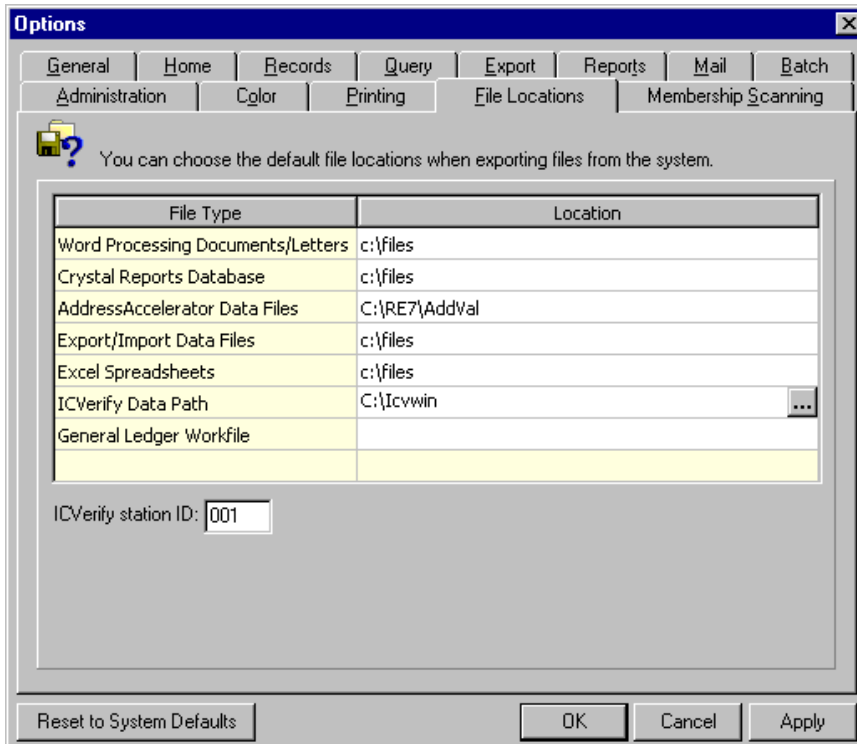 Options
General Home Records Query Export Reports Mail Batch
Administration Color Printing File Locations Membership Scanning
You can choose the default file locations when exporting files from the system.
File Type Location
Word Processing Documents/Letters c:\files
Crystal Reports Database c:\files
AddressAccelerator Data Files C:\RE7\AddVal
Export/Import Data Files c:\files
Excel Spreadsheets c:\files
ICVerify Data Path C:\Icvwin ...
General Ledger Workfile
ICVerify station ID: 001
Reset to System Defaults OK Cancel Apply